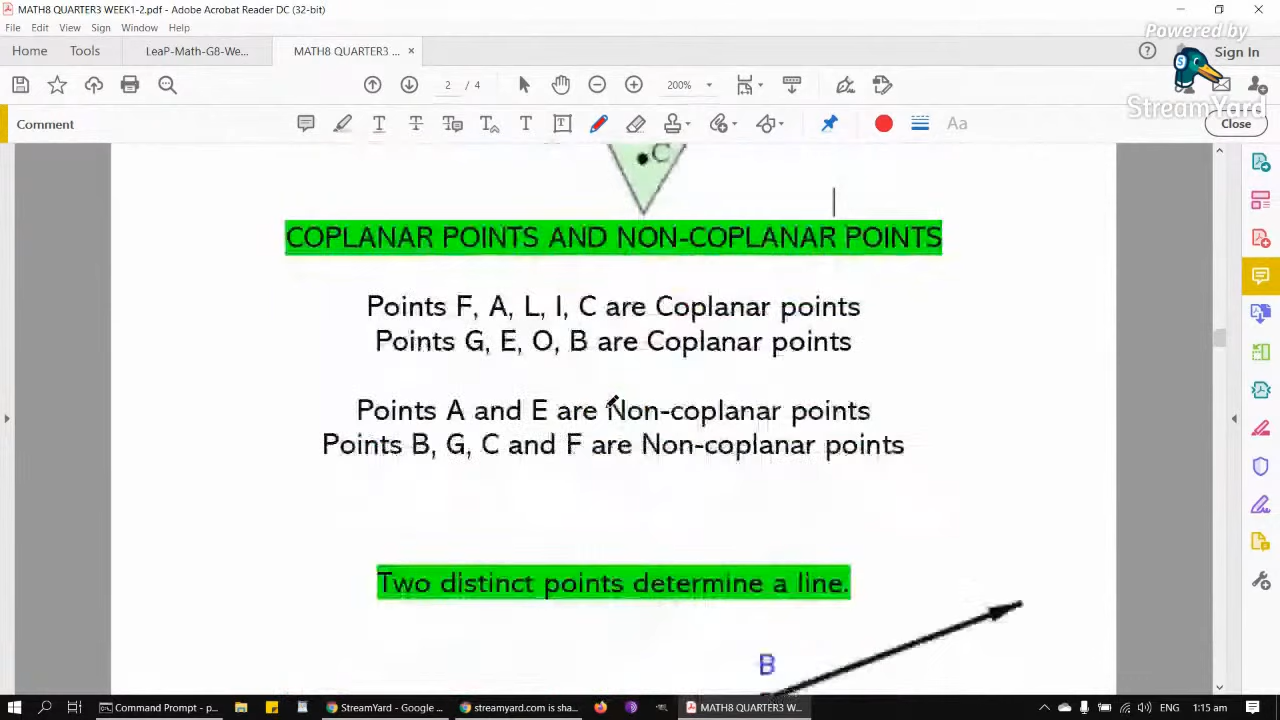 MATH8 QUARTER3 WEEK1-2.pdf - Adobe Acrobat Reader DC (32-bit)
File Edit View Sign Window Help
Powered by
StreamYard
Home Tools LeaP-Math-G8-We... MATH8 QUARTER3 ... × Sign In
2 / 4 200%
Comment Aa Close
C
COPLANAR POINTS AND NON-COPLANAR POINTS
Points F, A, L, I, C are Coplanar points
Points G, E, O, B are Coplanar points
Points A and E are Non-coplanar points
Points B, G, C and F are Non-coplanar points
Two distinct points determine a line.
B
Command Prompt - p... StreamYard - Google ... streamyard.com is sha... MATH8 QUARTER3 W... ENG 1:15 am